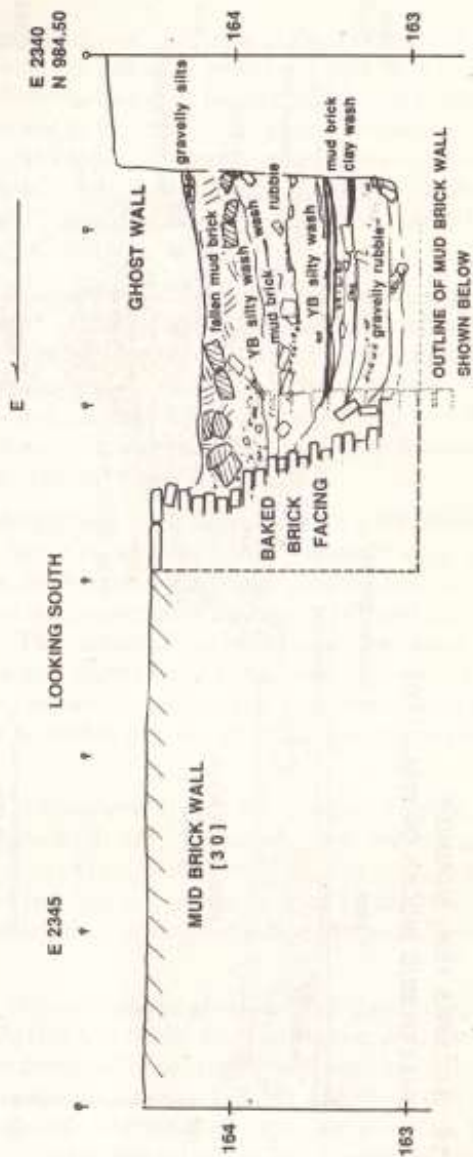 E
E 2340
N 984.50
LOOKING SOUTH
E 2345
GHOST WALL
gravelly silts
164
164
fallen mud brick
YB silty wash
wash
mud brick
rubble
YB silty wash
mud brick
clay wash
gravelly rubble
163
163
MUD BRICK WALL
[30]
BAKED
BRICK
FACING
OUTLINE OF MUD BRICK WALL
SHOWN BELOW